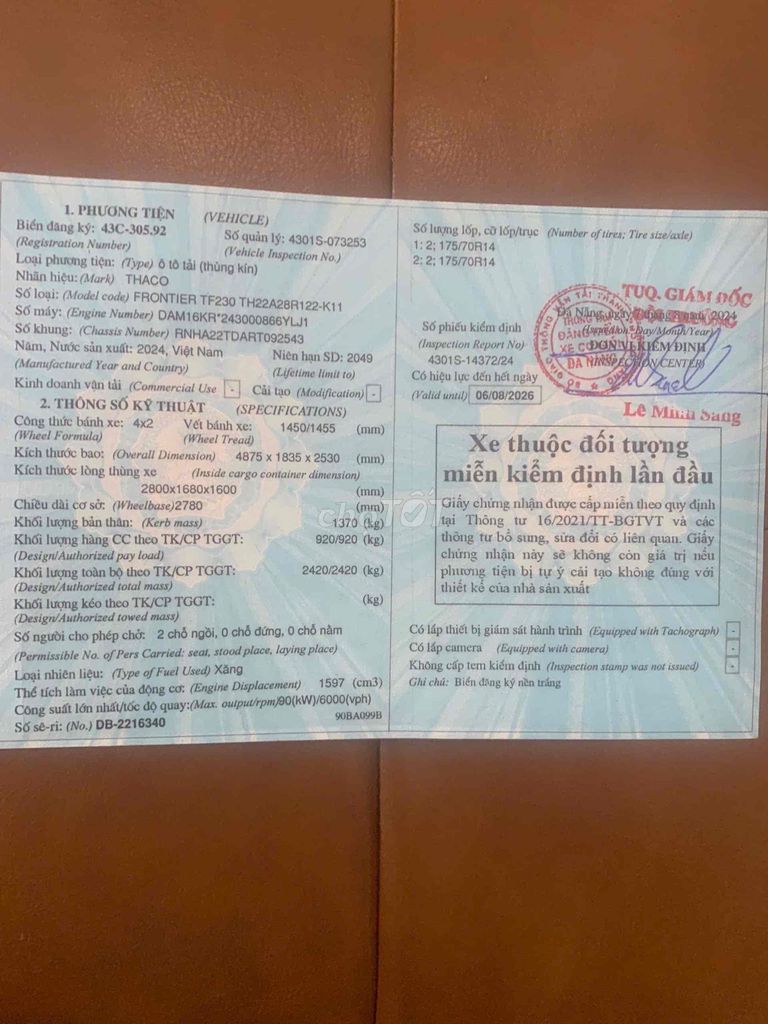 1. PHƯƠNG TIỆN (VEHICLE)
Biển đăng ký: 43C-305.92 Số quản lý: 4301S-073253
(Registration Number) (Vehicle Inspection No.)
Loại phương tiện: (Type) ô tô tải (thùng kín)
Nhãn hiệu: (Mark) THACO
Số loại: (Model code) FRONTIER TF230 TH22A28R122-K11
Số máy: (Engine Number) DAM16KR*243000866YLJ1
Số khung: (Chassis Number) RNHA22TDART092543
Năm, Nước sản xuất: 2024, Việt Nam Niên hạn SD: 2049
(Manufactured Year and Country) (Lifetime limit to)
Kinh doanh vận tải (Commercial Use - Cải tạo (Modification) -
2. THÔNG SỐ KỸ THUẬT (SPECIFICATIONS)
Công thức bánh xe: 4x2 Vết bánh xe: 1450/1455 (mm)
(Wheel Formula) (Wheel Tread)
Kích thước bao: (Overall Dimension) 4875 x 1835 x 2530 (mm)
Kích thước lòng thùng xe (Inside cargo container dimension)
2800x1680x1600 (mm)
Chiều dài cơ sở: (Wheelbase)2780 (mm)
Khối lượng bản thân: (Kerb mass) 1370 (kg)
Khối lượng hàng CC theo TK/CP TGGT: 920/920 (kg)
(Design/Authorized pay load)
Khối lượng toàn bộ theo TK/CP TGGT: 2420/2420 (kg)
(Design/Authorized total mass)
Khối lượng kéo theo TK/CP TGGT: (kg)
(Design/Authorized towed mass)
Số người cho phép chở: 2 chỗ ngồi, 0 chỗ đứng, 0 chỗ nằm
(Permissible No. of Pers Carried: seat, stood place, laying place)
Loại nhiên liệu: (Type of Fuel Used) Xăng
Thể tích làm việc của động cơ: (Engine Displacement) 1597 (cm3)
Công suất lớn nhất/tốc độ quay:(Max. output/rpm)90(kW)/6000(vph)
Số sê-ri: (No.) DB-2216340 90BA099B
Số lượng lốp, cỡ lốp/trục (Number of tires; Tire size/axle)
1: 2; 175/70R14
2: 2; 175/70R14
TUQ. GIÁM ĐỐC
Đà Nẵng, ngày 2024
Số phiếu kiểm định (Inspection Day/Month/Year)
(Inspection Report No) ĐƠN VỊ KIỂM ĐỊNH
4301S-14372/24 (INSPECTION CENTER)
ĐÀ NẴNG
Có hiệu lực đến hết ngày
(Valid until) 06/08/2026
Lê Minh Sang
Xe thuộc đối tượng
miễn kiểm định lần đầu
Giấy chứng nhận được cấp miễn theo quy định
tại Thông tư 16/2021/TT-BGTVT và các
thông tư bổ sung, sửa đổi có liên quan. Giấy
chứng nhận này sẽ không còn giá trị nếu
phương tiện bị tự ý cải tạo không đúng với
thiết kế của nhà sản xuất
Có lắp thiết bị giám sát hành trình (Equipped with Tachograph) -
Có lắp camera (Equipped with camera) -
Không cấp tem kiểm định (Inspection stamp was not issued) -
Ghi chú: Biển đăng ký nền trắng
chợTỐT